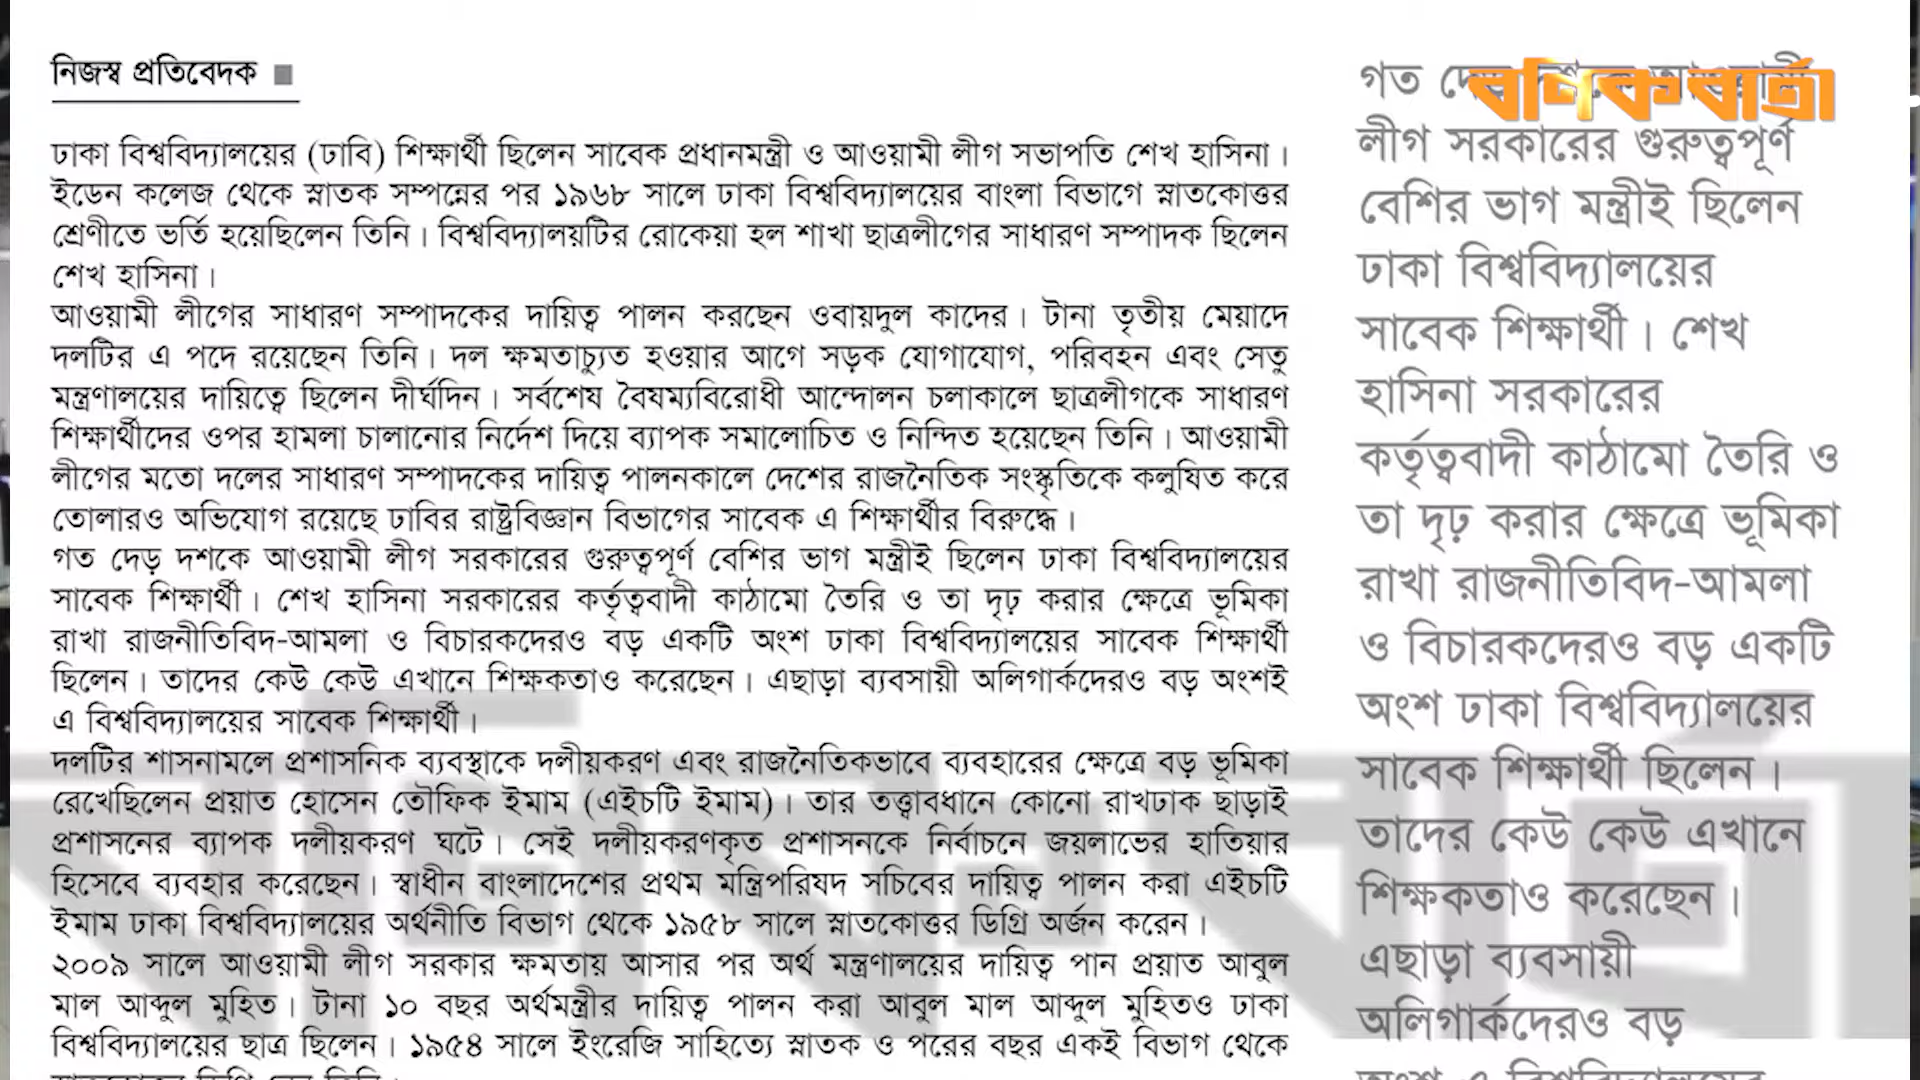 নিজস্ব প্রতিবেদক
ঢাকা বিশ্ববিদ্যালয়ের (ঢাবি) শিক্ষার্থী ছিলেন সাবেক প্রধানমন্ত্রী ও আওয়ামী লীগ সভাপতি শেখ হাসিনা।
ইডেন কলেজ থেকে স্নাতক সম্পন্নের পর ১৯৬৮ সালে ঢাকা বিশ্ববিদ্যালয়ের বাংলা বিভাগে স্নাতকোত্তর
শ্রেণীতে ভর্তি হয়েছিলেন তিনি। বিশ্ববিদ্যালয়টির রোকেয়া হল শাখা ছাত্রলীগের সাধারণ সম্পাদক ছিলেন
শেখ হাসিনা।
আওয়ামী লীগের সাধারণ সম্পাদকের দায়িত্ব পালন করছেন ওবায়দুল কাদের। টানা তৃতীয় মেয়াদে
দলটির এ পদে রয়েছেন তিনি। দল ক্ষমতাচ্যুত হওয়ার আগে সড়ক যোগাযোগ, পরিবহন এবং সেতু
মন্ত্রণালয়ের দায়িত্বে ছিলেন দীর্ঘদিন। সর্বশেষ বৈষম্যবিরোধী আন্দোলন চলাকালে ছাত্রলীগকে সাধারণ
শিক্ষার্থীদের ওপর হামলা চালানোর নির্দেশ দিয়ে ব্যাপক সমালোচিত ও নিন্দিত হয়েছেন তিনি। আওয়ামী
লীগের মতো দলের সাধারণ সম্পাদকের দায়িত্ব পালনকালে দেশের রাজনৈতিক সংস্কৃতিকে কলুষিত করে
তোলারও অভিযোগ রয়েছে ঢাবির রাষ্ট্রবিজ্ঞান বিভাগের সাবেক এ শিক্ষার্থীর বিরুদ্ধে।
গত দেড় দশকে আওয়ামী লীগ সরকারের গুরুত্বপূর্ণ বেশির ভাগ মন্ত্রীই ছিলেন ঢাকা বিশ্ববিদ্যালয়ের
সাবেক শিক্ষার্থী। শেখ হাসিনা সরকারের কর্তৃত্ববাদী কাঠামো তৈরি ও তা দৃঢ় করার ক্ষেত্রে ভূমিকা
রাখা রাজনীতিবিদ-আমলা ও বিচারকদেরও বড় একটি অংশ ঢাকা বিশ্ববিদ্যালয়ের সাবেক শিক্ষার্থী
ছিলেন। তাদের কেউ কেউ এখানে শিক্ষকতাও করেছেন। এছাড়া ব্যবসায়ী অলিগার্কদেরও বড় অংশই
এ বিশ্ববিদ্যালয়ের সাবেক শিক্ষার্থী।
দলটির শাসনামলে প্রশাসনিক ব্যবস্থাকে দলীয়করণ এবং রাজনৈতিকভাবে ব্যবহারের ক্ষেত্রে বড় ভূমিকা
রেখেছিলেন প্রয়াত হোসেন তৌফিক ইমাম (এইচটি ইমাম)। তার তত্ত্বাবধানে কোনো রাখঢাক ছাড়াই
প্রশাসনের ব্যাপক দলীয়করণ ঘটে। সেই দলীয়করণকৃত প্রশাসনকে নির্বাচনে জয়লাভের হাতিয়ার
হিসেবে ব্যবহার করেছেন। স্বাধীন বাংলাদেশের প্রথম মন্ত্রিপরিষদ সচিবের দায়িত্ব পালন করা এইচটি
ইমাম ঢাকা বিশ্ববিদ্যালয়ের অর্থনীতি বিভাগ থেকে ১৯৫৮ সালে স্নাতকোত্তর ডিগ্রি অর্জন করেন।
২০০৯ সালে আওয়ামী লীগ সরকার ক্ষমতায় আসার পর অর্থ মন্ত্রণালয়ের দায়িত্ব পান প্রয়াত আবুল
মাল আব্দুল মুহিত। টানা ১০ বছর অর্থমন্ত্রীর দায়িত্ব পালন করা আবুল মাল আব্দুল মুহিতও ঢাকা
বিশ্ববিদ্যালয়ের ছাত্র ছিলেন। ১৯৫৪ সালে ইংরেজি সাহিত্যে স্নাতক ও পরের বছর একই বিভাগ থেকে
বণিক বার্তা
গত
লীগ সরকারের গুরুত্বপূর্ণ
বেশির ভাগ মন্ত্রীই ছিলেন
ঢাকা বিশ্ববিদ্যালয়ের
সাবেক শিক্ষার্থী। শেখ
হাসিনা সরকারের
কর্তৃত্ববাদী কাঠামো তৈরি ও
তা দৃঢ় করার ক্ষেত্রে ভূমিকা
রাখা রাজনীতিবিদ-আমলা
ও বিচারকদেরও বড় একটি
অংশ ঢাকা বিশ্ববিদ্যালয়ের
সাবেক শিক্ষার্থী ছিলেন।
তাদের কেউ কেউ এখানে
শিক্ষকতাও করেছেন।
এছাড়া ব্যবসায়ী
অলিগার্কদেরও বড়